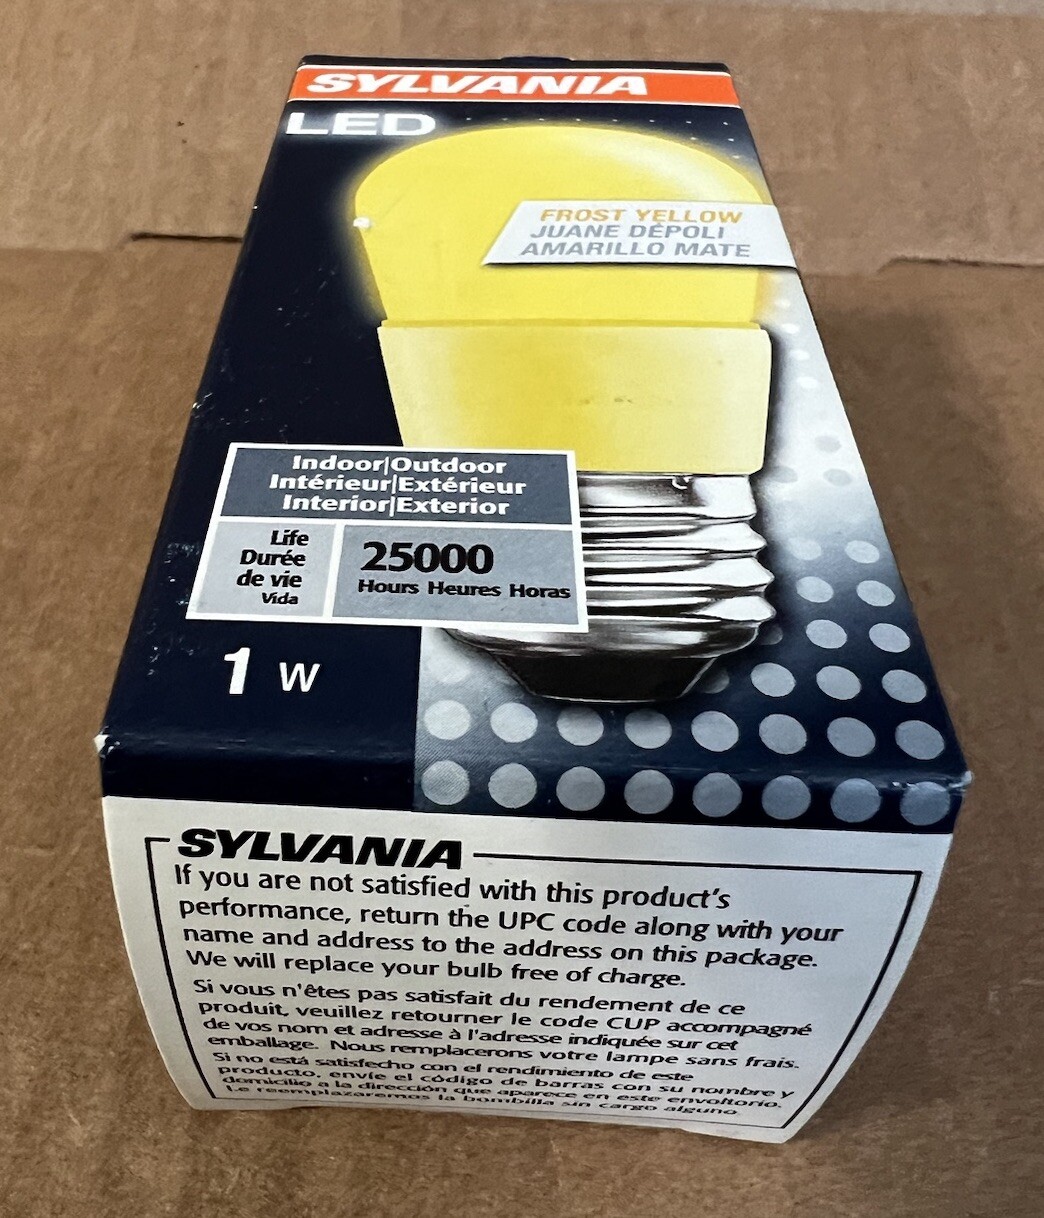 SYLVANIA
LED
FROST YELLOW
JUANE DÉPOLI
AMARILLO MATE
Indoor|Outdoor
Intérieur|Extérieur
Interior|Exterior
Life
Durée
de vie
Vida
25000
Hours Heures Horas
1 W
SYLVANIA
If you are not satisfied with this product's
performance, return the UPC code along with your
name and address to the address on this package.
We will replace your bulb free of charge.
Si vous n'êtes pas satisfait du rendement de ce
produit, veuillez retourner le code CUP accompagné
de vos nom et adresse à l'adresse indiquée sur cet
emballage. Nous remplacerons votre lampe sans frais.
Si no está satisfecho con el rendimiento de este
producto, envíe el código de barras con su nombre y
domicilio a la dirección que aparece en este envoltorio.
Le reemplazaremos la bombilla sin cargo alguno.